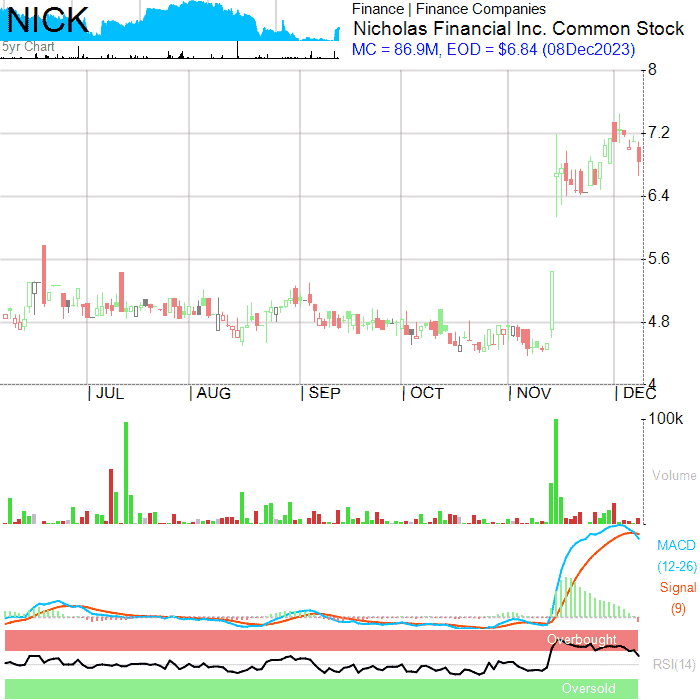 NICK
5yr Chart
Finance | Finance Companies
Nicholas Financial Inc. Common Stock
MC = 86.9M, EOD = $6.84 (08Dec2023)
8
7.2
6.4
5.6
4.8
4
| JUL | AUG | SEP | OCT | NOV | DEC
100k
Volume
MACD
(12-26)
Signal
(9)
Overbought
RSI(14)
Oversold